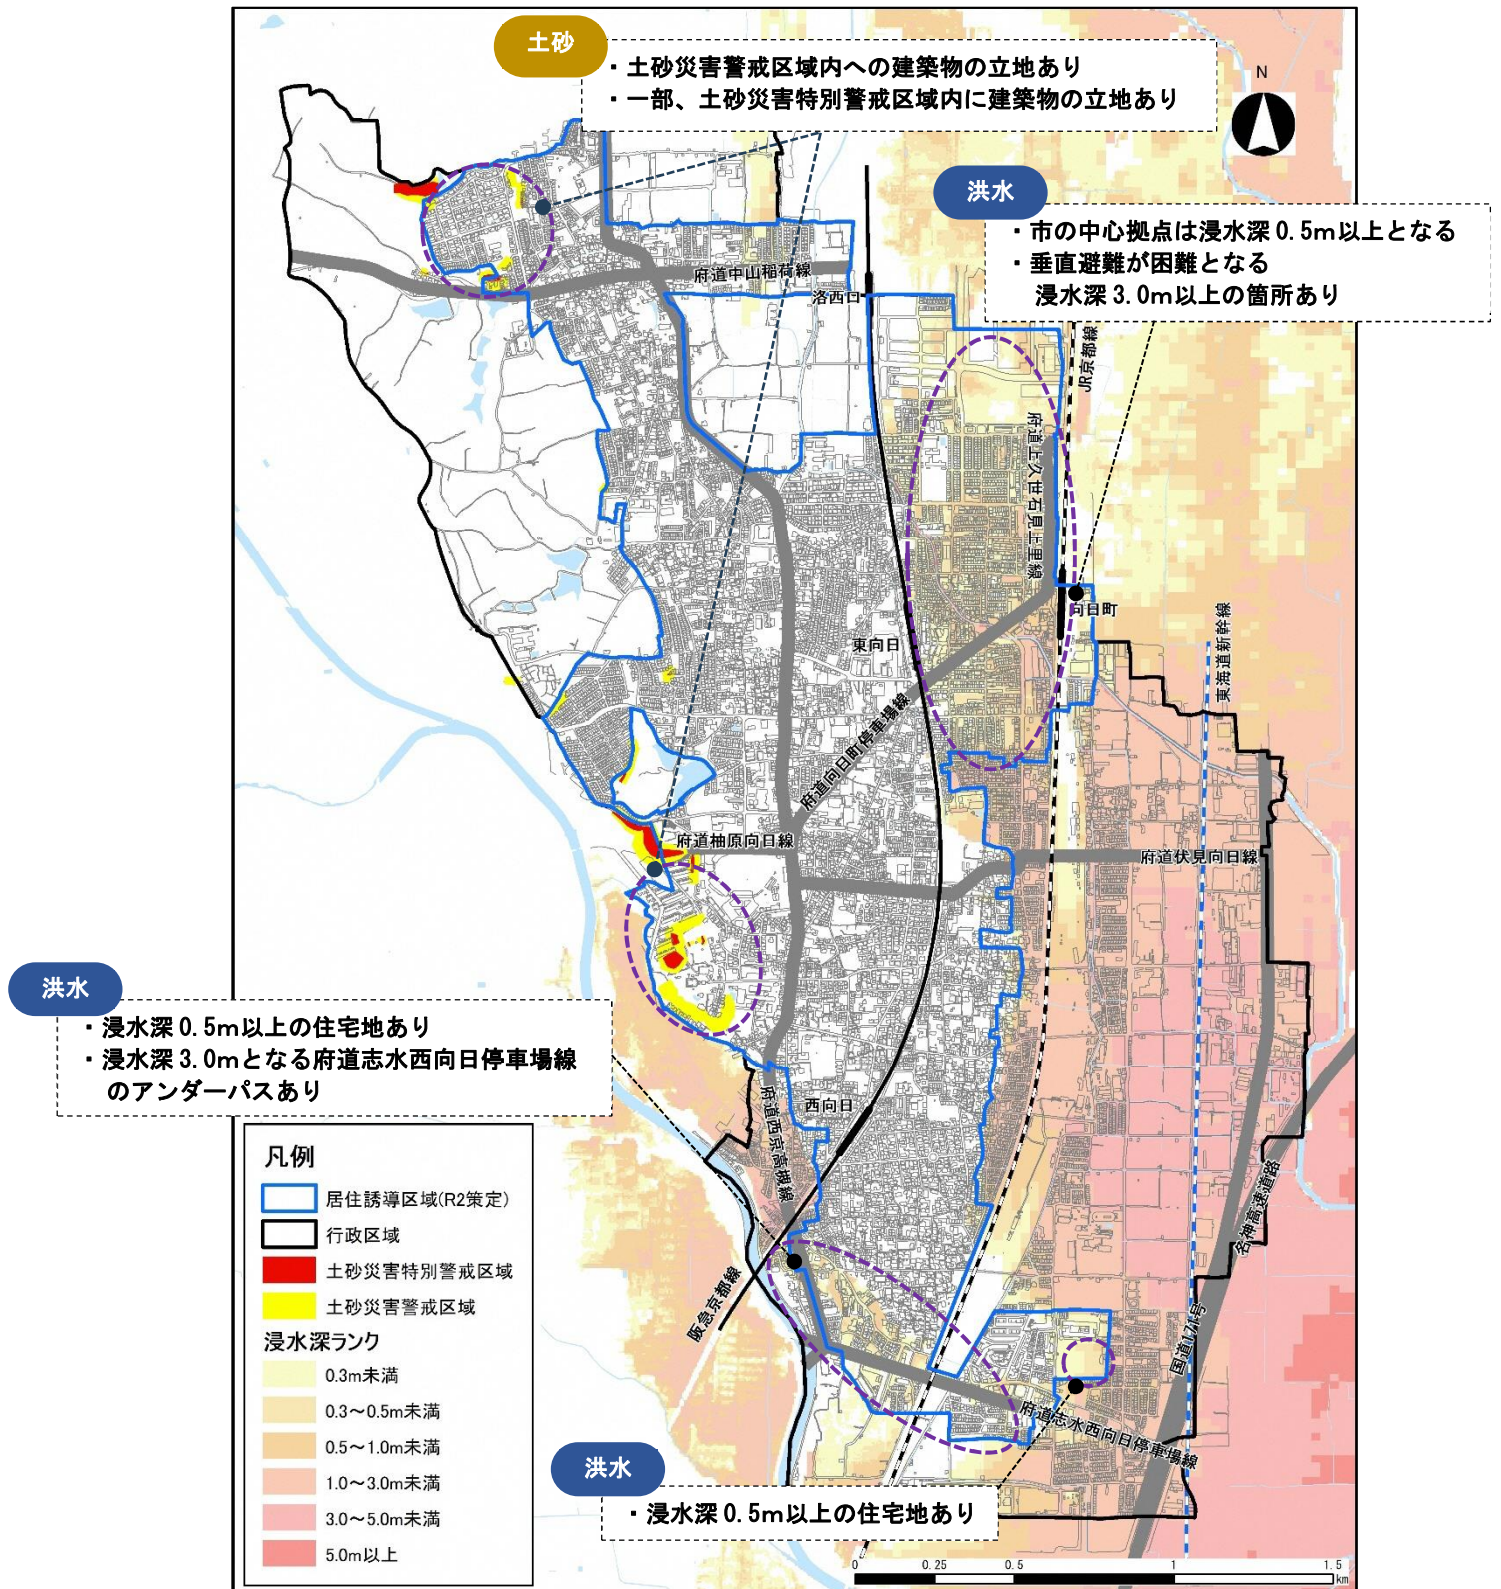 土砂
・土砂災害警戒区域内への建築物の立地あり
・一部、土砂災害特別警戒区域内に建築物の立地あり
N
洪水
・市の中心拠点は浸水深0.5m以上となる
・垂直避難が困難となる
浸水深3.0m以上の箇所あり
府道中山稲荷線
洛西口
JR京都線
府道上久世石見上里線
向日町
東向日
東海道新幹線
府道向日町停車場線
府道柚原向日線
府道伏見向日線
洪水
・浸水深0.5m以上の住宅地あり
・浸水深3.0mとなる府道志水西向日停車場線
のアンダーパスあり
西向日
府道西京高槻線
阪急京都線
名神高速道路
国道171号
府道志水西向日停車場線
凡例
居住誘導区域(R2策定)
行政区域
土砂災害特別警戒区域
土砂災害警戒区域
浸水深ランク
0.3m未満
0.3～0.5m未満
0.5～1.0m未満
1.0～3.0m未満
3.0～5.0m未満
5.0m以上
洪水
・浸水深0.5m以上の住宅地あり
0 0.25 0.5 1 1.5
km